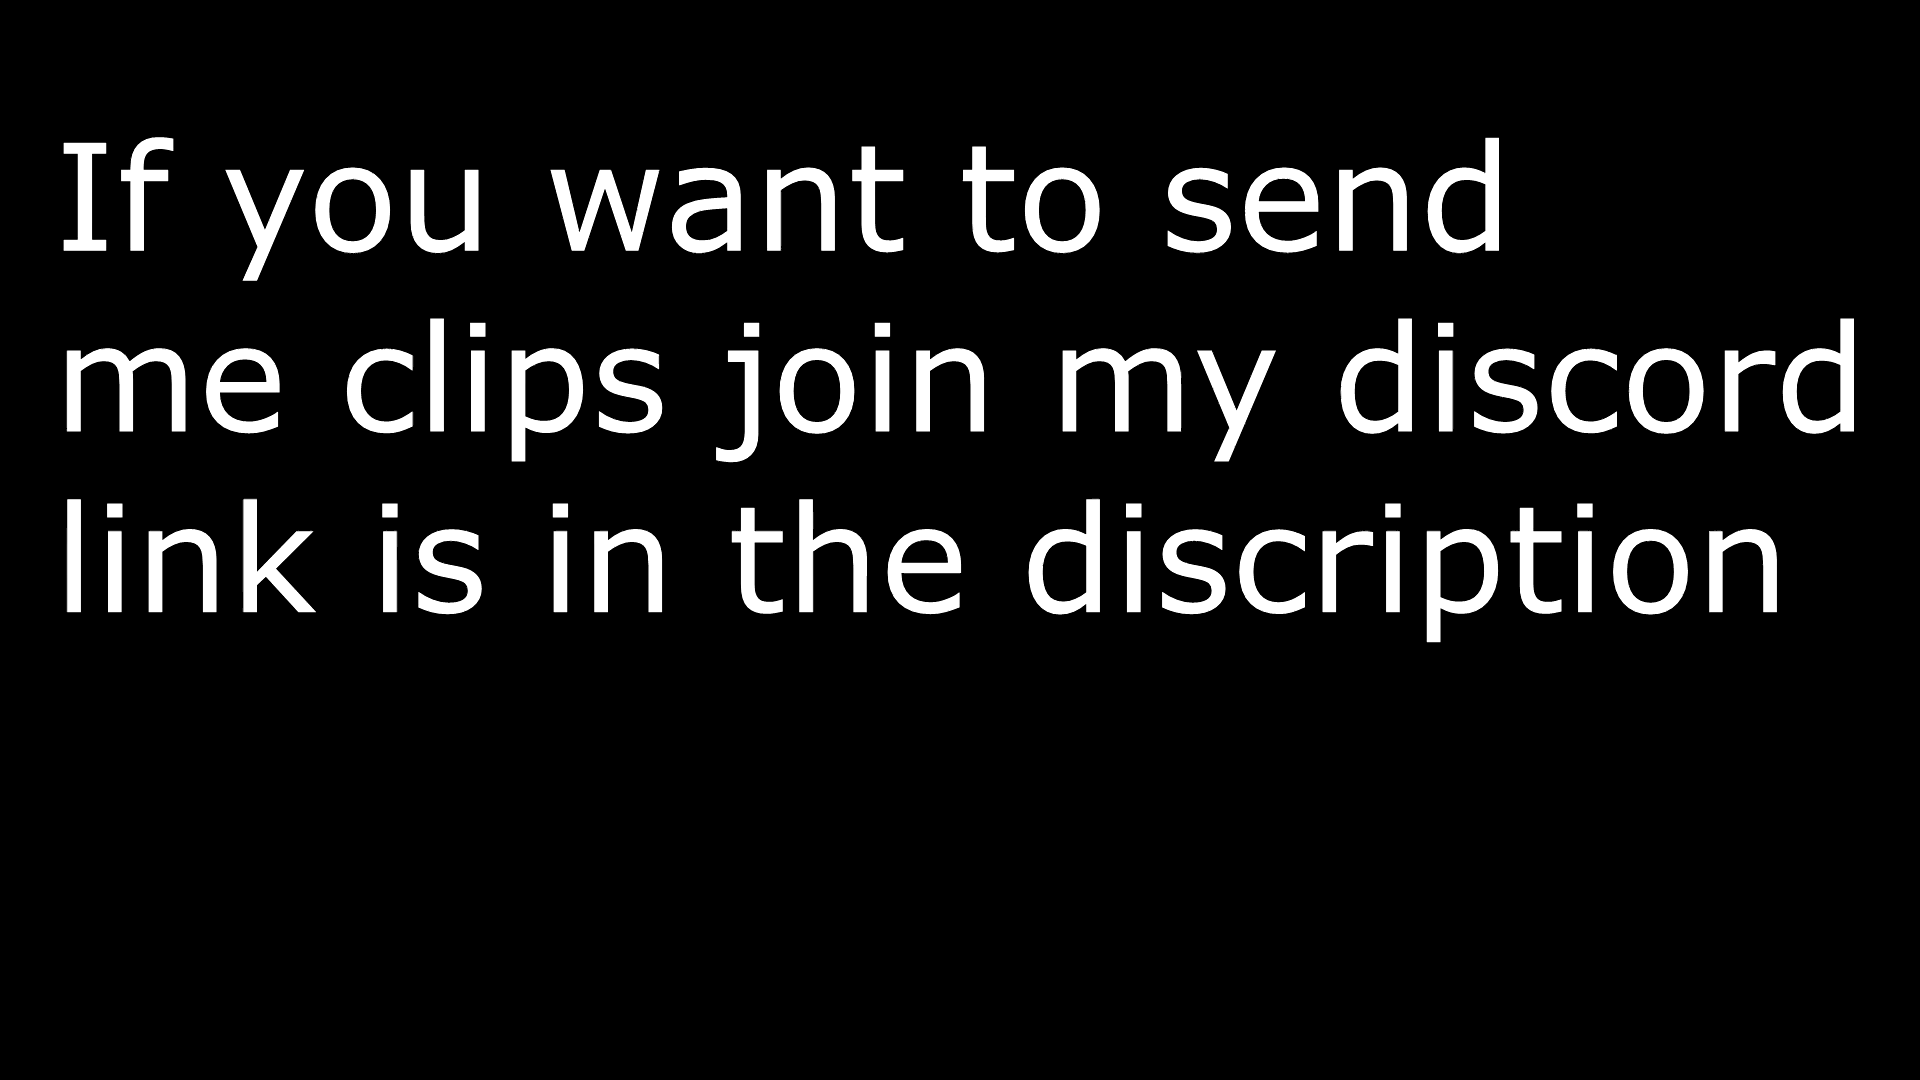 If you want to send
me clips join my discord
link is in the discription